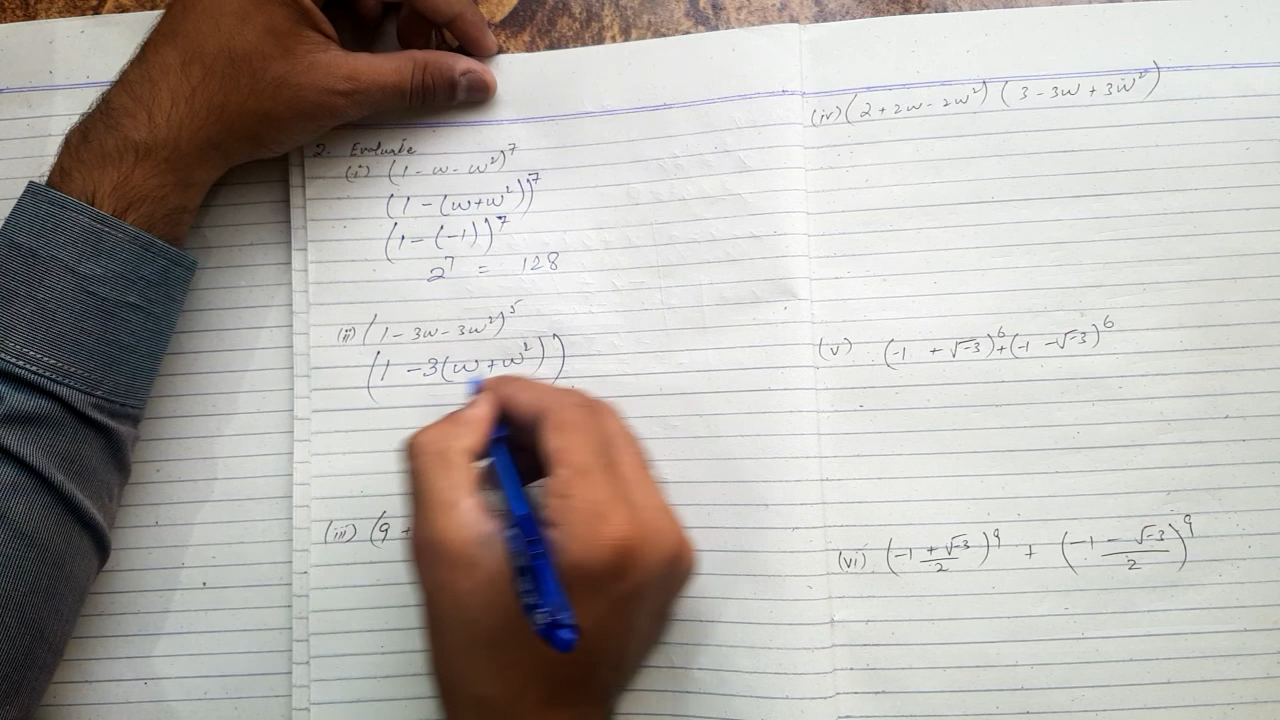 2. Evaluate
(i) (1 - ω - ω²)⁷
(1 - (ω+ω²))⁷
(1 - (-1))⁷
2⁷ = 128
(ii) (1 - 3ω - 3ω²)⁵
(1 - 3(ω+ω²))
(iii) (9 +
(iv) (2 + 2ω - 2ω²) (3 - 3ω + 3ω²)
(v) (-1 + √-3)⁶ + (-1 - √-3)⁶
(vi) (-1 + √-3 / 2)⁹ + (-1 - √-3 / 2)⁹